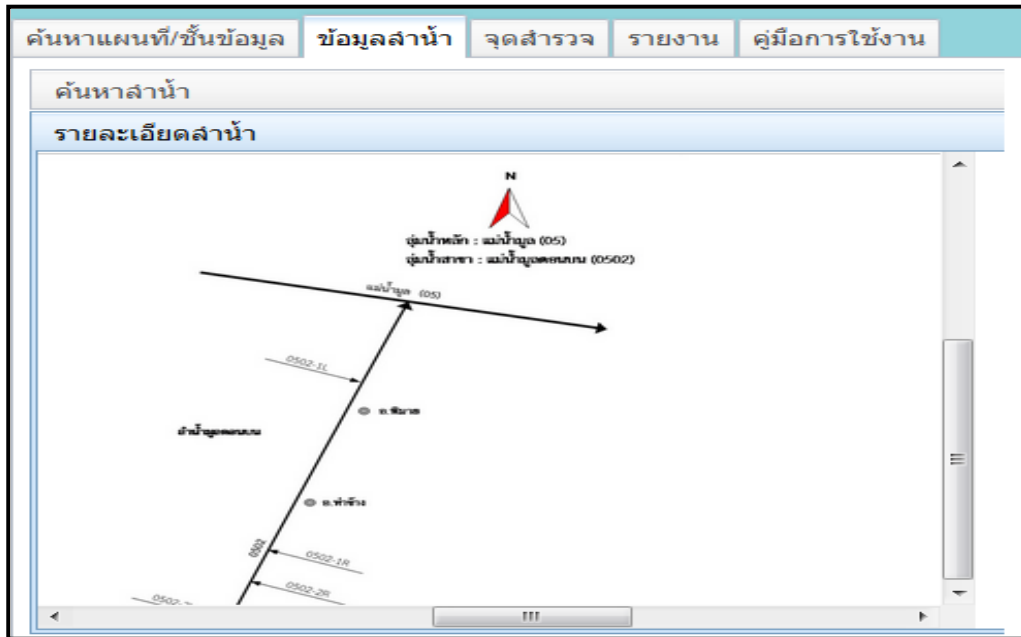 ค้นหาแผนที่/ชั้นข้อมูล ข้อมูลลำน้ำ จุดสำรวจ รายงาน คู่มือการใช้งาน
ค้นหาลำน้ำ
รายละเอียดลำน้ำ
N
ลุ่มน้ำหลัก : แม่น้ำมูล (05)
ลุ่มน้ำสาขา : แม่น้ำมูลตอนบน (0502)
แม่น้ำมูล (05)
0502-1L
อ.พิมาย
ลำน้ำมูลตอนบน
อ.ท่าช้าง
0502
0502-1R
0502-2R